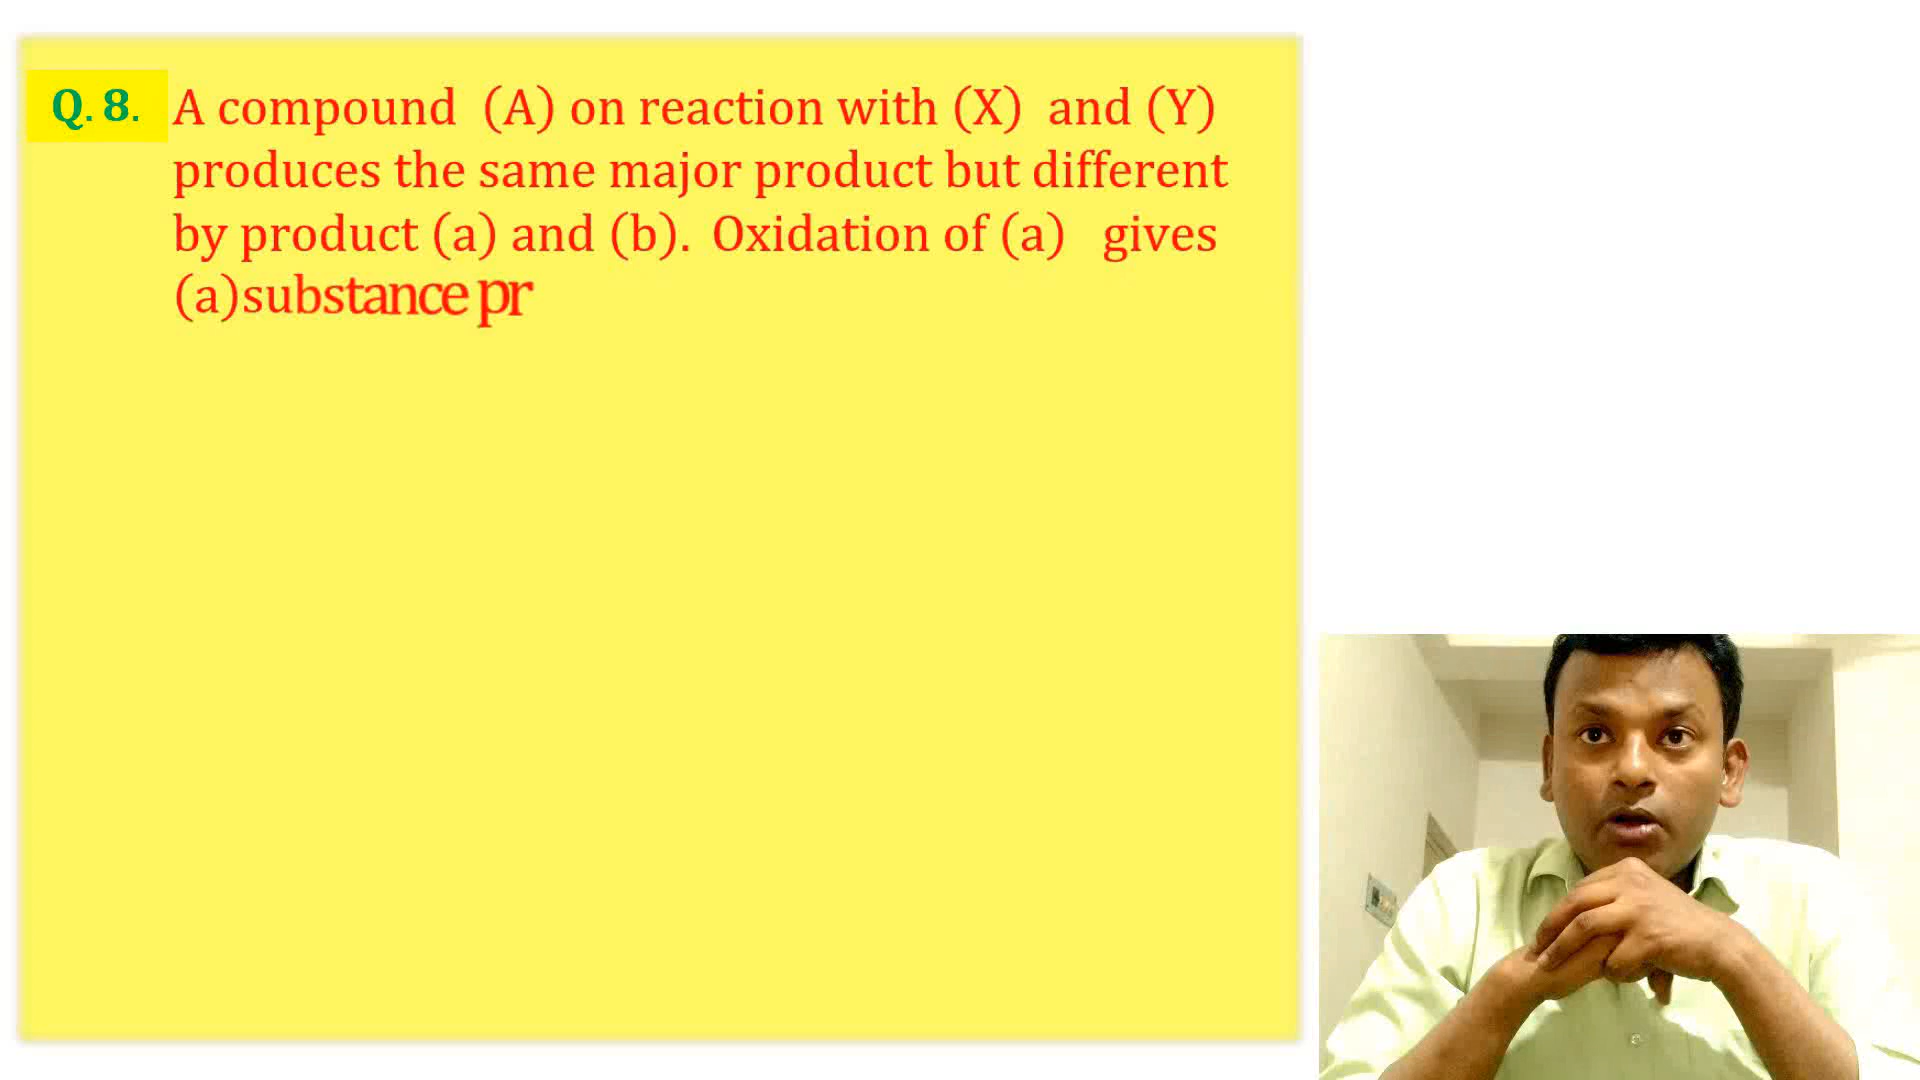 Q. 8. A compound (A) on reaction with (X) and (Y)
produces the same major product but different
by product (a) and (b). Oxidation of (a) gives
(a)substance pr